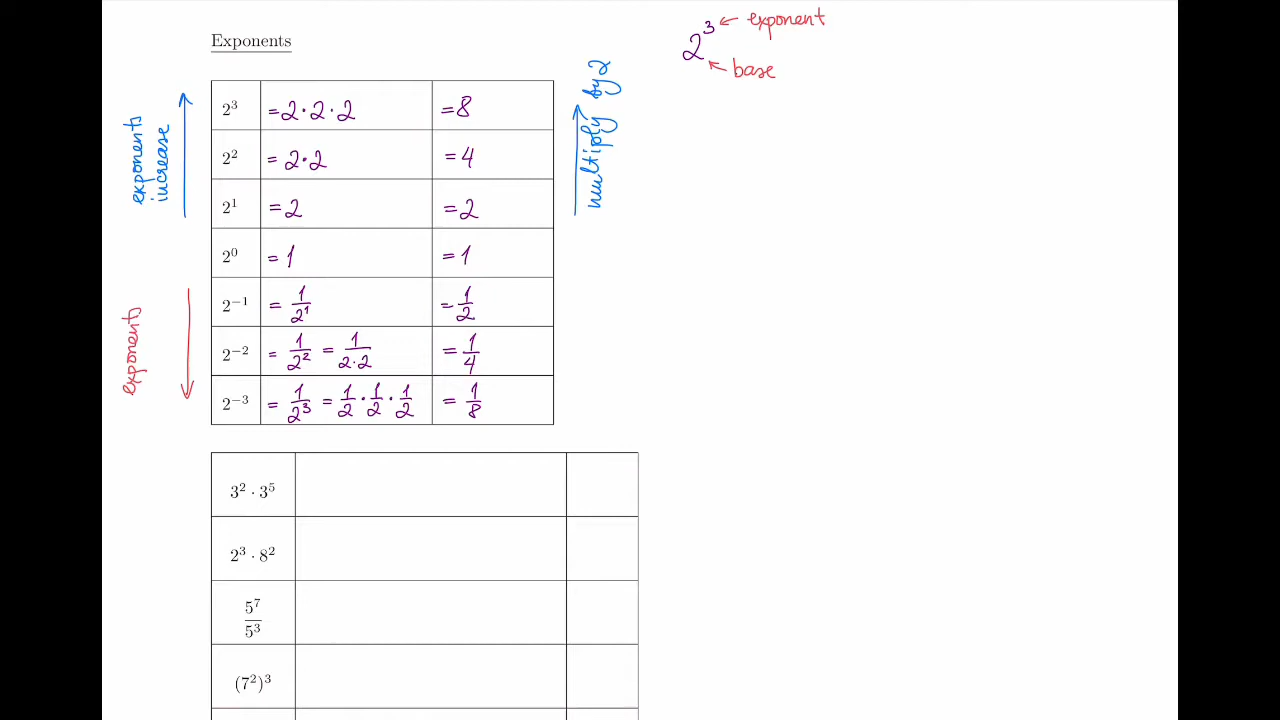 Exponents
2³ ← exponent
← base
exponents
increase
multiply by 2
2³ = 2 · 2 · 2 = 8
2² = 2 · 2 = 4
2¹ = 2 = 2
2⁰ = 1 = 1
2⁻¹ = 1/2¹ = 1/2
2⁻² = 1/2² = 1/(2·2) = 1/4
2⁻³ = 1/2³ = 1/2 · 1/2 · 1/2 = 1/8
exponents
3² · 3⁵
2³ · 8²
5⁷/5³
(7²)³